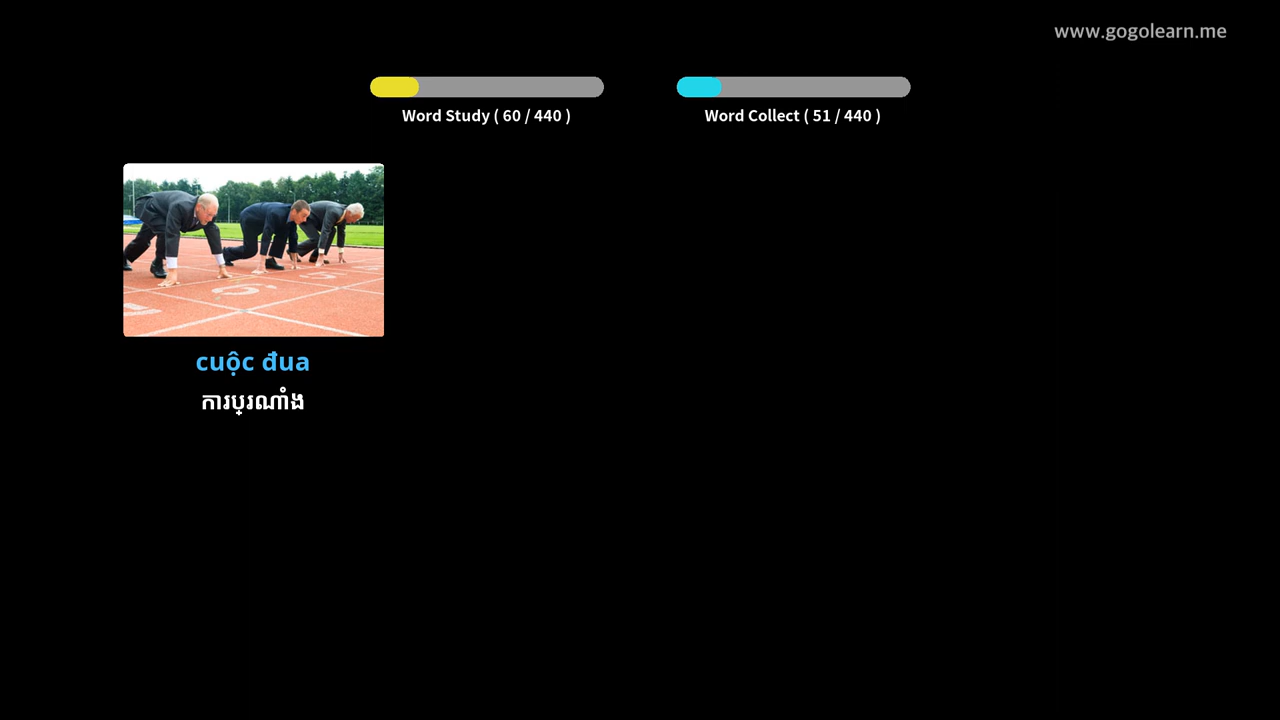 www.gogolearn.me
Word Study ( 60 / 440 )
Word Collect ( 51 / 440 )
cuộc đua
ការប្រណាំង